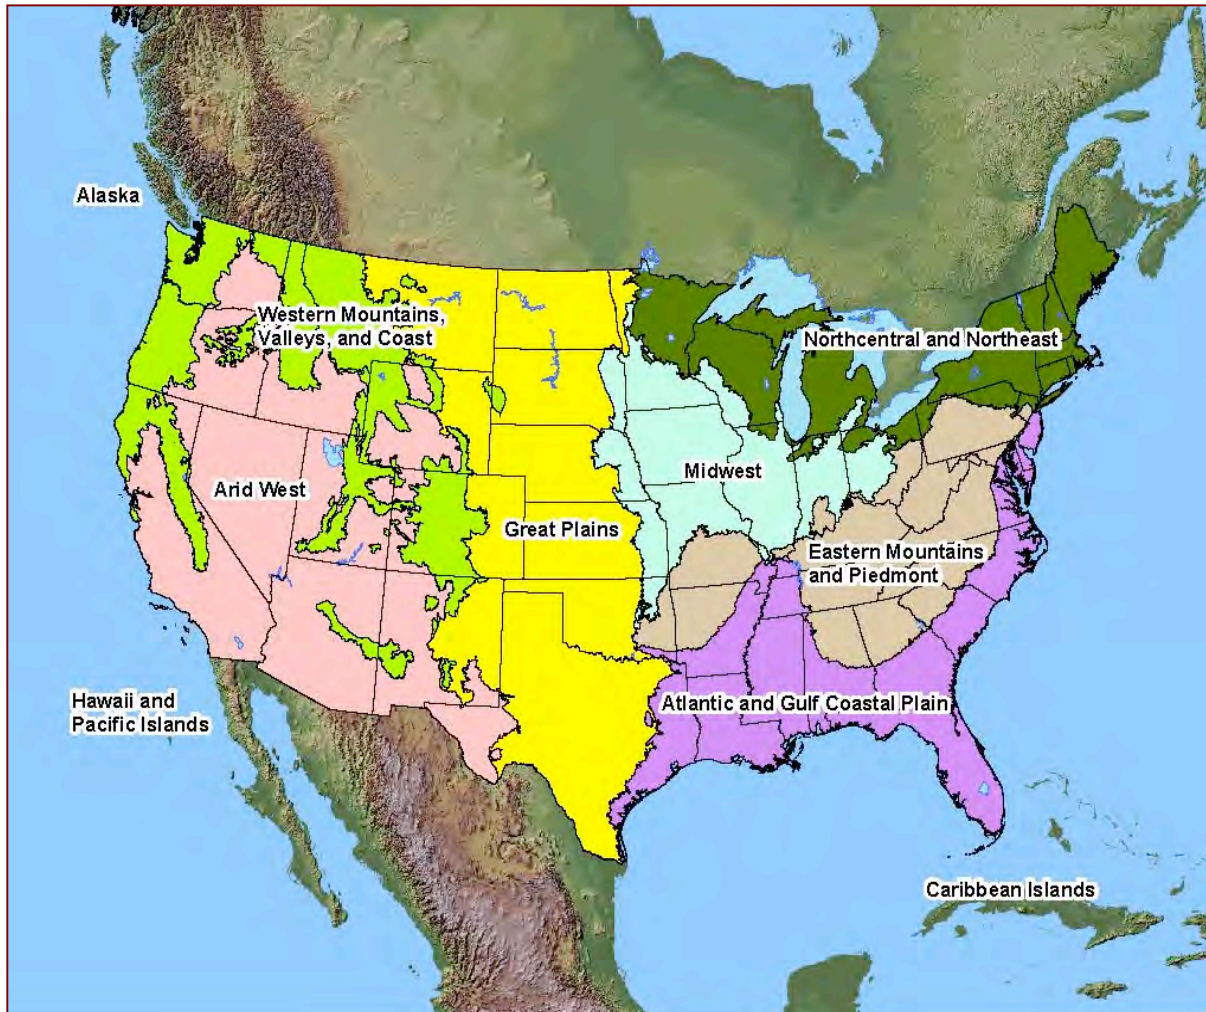 Alaska
Western Mountains,
Valleys, and Coast
Northcentral and Northeast
Midwest
Arid West
Great Plains
Eastern Mountains
and Piedmont
Hawaii and
Pacific Islands
Atlantic and Gulf Coastal Plain
Caribbean Islands